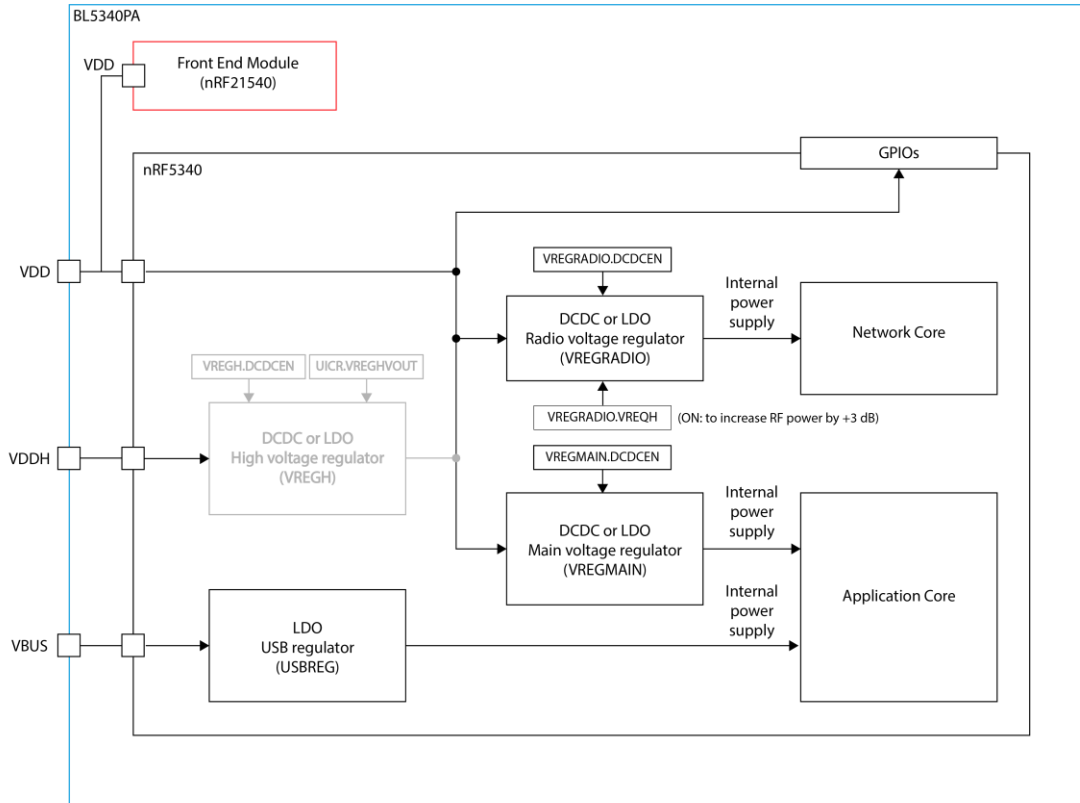 BL5340PA
VDD
Front End Module
(nRF21540)
GPIOs
nRF5340
VDD
VREGRADIO.DCDCEN
Internal
power
supply
DCDC or LDO
Radio voltage regulator
(VREGRADIO)
Network Core
VREGH.DCDCEN
UICR.VREGHVOUT
VREGRADIO.VREQH
(ON: to increase RF power by +3 dB)
DCDC or LDO
High voltage regulator
(VREGH)
VDDH
VREGMAIN.DCDCEN
Internal
power
supply
DCDC or LDO
Main voltage regulator
(VREGMAIN)
Application Core
Internal
power
supply
LDO
USB regulator
(USBREG)
VBUS